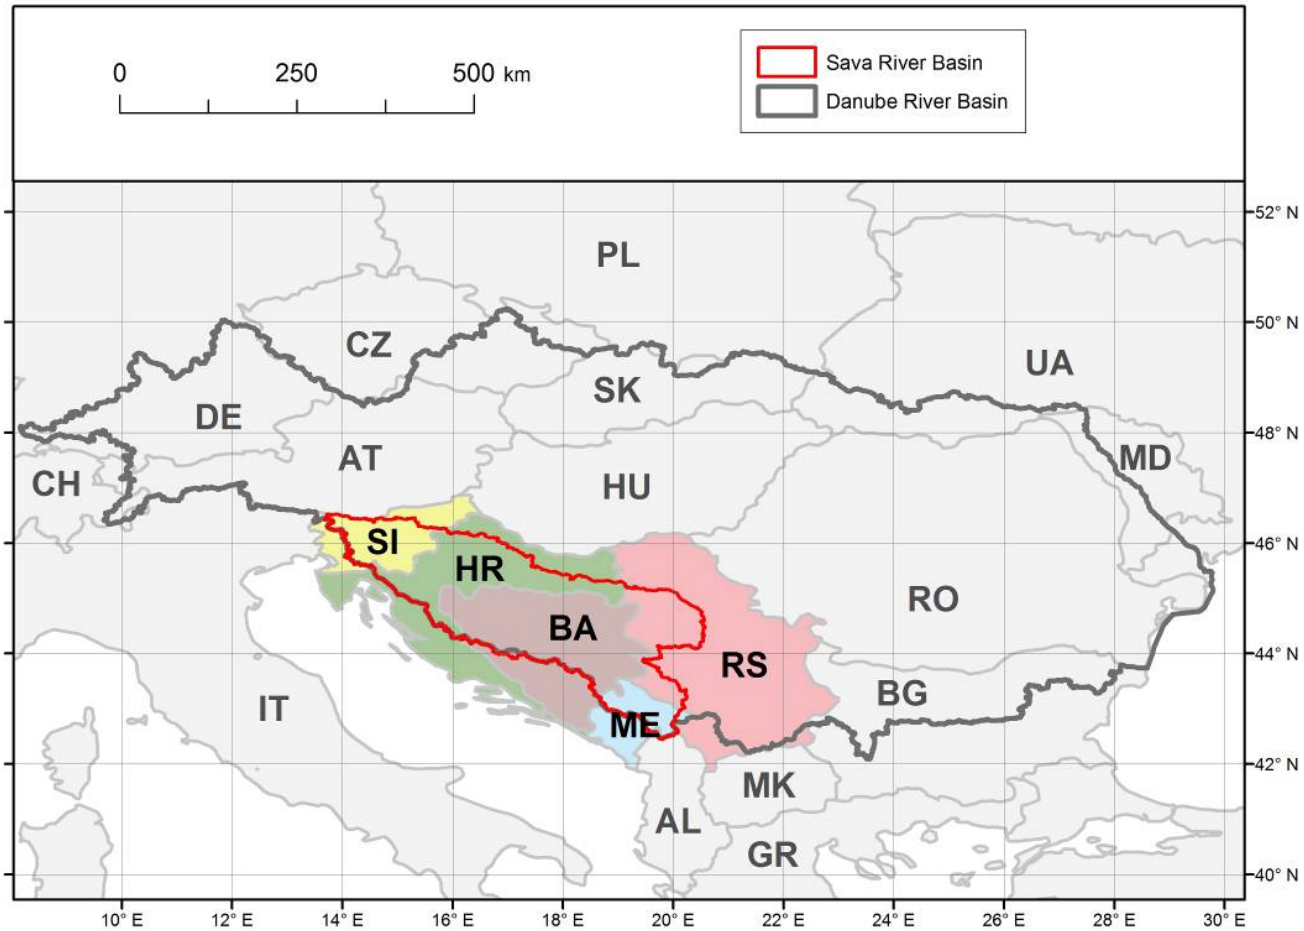 0 250 500 km
Sava River Basin
Danube River Basin
52° N
PL
50° N
CZ
UA
SK
DE
48° N
AT
MD
CH
HU
46° N
SI
HR
RO
BA
44° N
RS
BG
IT
ME
42° N
MK
AL
GR
40° N
10° E 12° E 14° E 16° E 18° E 20° E 22° E 24° E 26° E 28° E 30° E